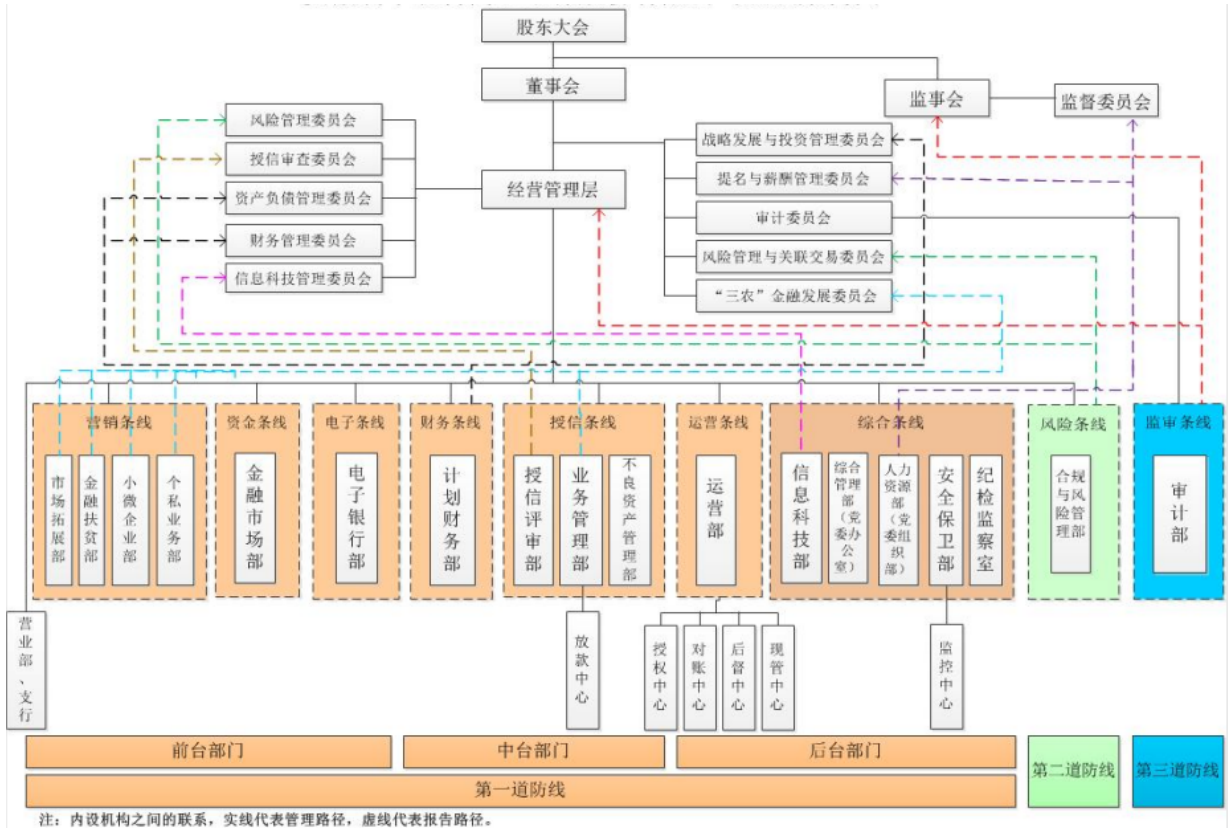 股东大会
董事会
监事会
监督委员会
风险管理委员会
授信审查委员会
资产负债管理委员会
财务管理委员会
信息科技管理委员会
经营管理层
战略发展与投资管理委员会
提名与薪酬管理委员会
审计委员会
风险管理与关联交易委员会
“三农”金融发展委员会
营销条线
资金条线
电子条线
财务条线
授信条线
运营条线
综合条线
风险条线
监审条线
市场拓展部
金融扶贫部
小微企业部
个私业务部
金融市场部
电子银行部
计划财务部
授信评审部
业务管理部
不良资产管理部
运营部
信息科技部
综合管理部（党委办公室）
人力资源部（党委组织部）
安全保卫部
纪检监察室
合规与风险管理部
审计部
营业部、支行
放款中心
授权中心
对账中心
后督中心
现管中心
监控中心
前台部门
中台部门
后台部门
第一道防线
第二道防线
第三道防线
注：内设机构之间的联系，实线代表管理路径，虚线代表报告路径。